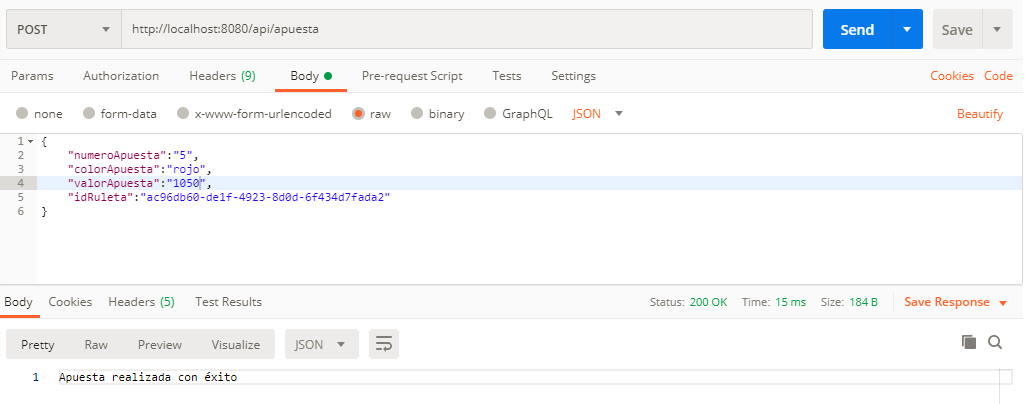 POST http://localhost:8080/api/apuesta Send Save
Params Authorization Headers (9) Body Pre-request Script Tests Settings Cookies Code
none form-data x-www-form-urlencoded raw binary GraphQL JSON Beautify
1 {
2 "numeroApuesta":"5",
3 "colorApuesta":"rojo",
4 "valorApuesta":"1050",
5 "idRuleta":"ac96db60-de1f-4923-8d0d-6f434d7fada2"
6 }
Body Cookies Headers (5) Test Results Status: 200 OK Time: 15 ms Size: 184 B Save Response
Pretty Raw Preview Visualize JSON
1 Apuesta realizada con éxito